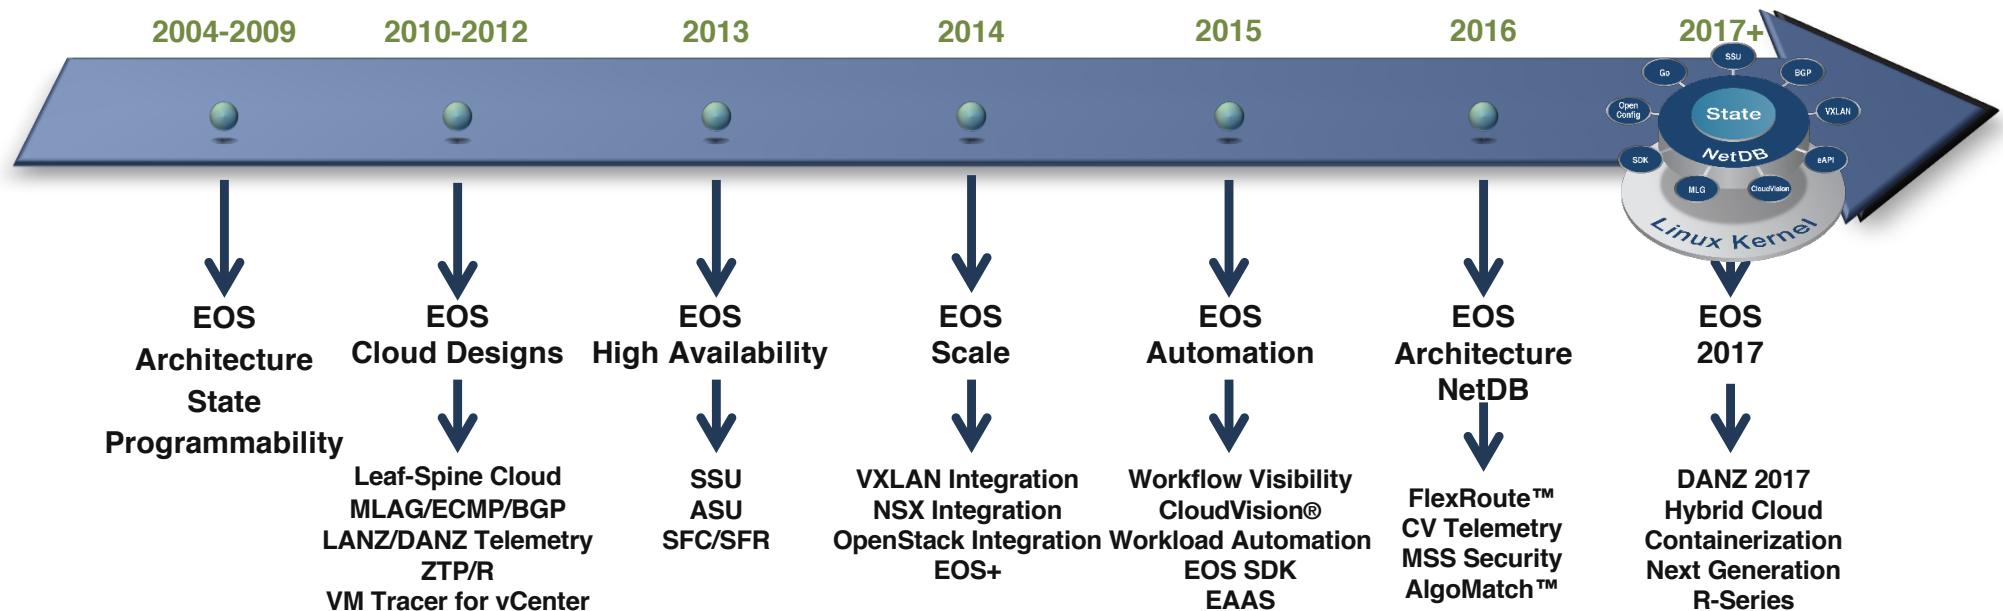 2004-2009
2010-2012
2013
2014
2015
2016
2017+
SSU
Go
BGP
Open
Config
State
VXLAN
NetDB
SDK
eAPI
MLG
CloudVision
Linux Kernel
EOS
Architecture
State
Programmability
EOS
Cloud Designs
Leaf-Spine Cloud
MLAG/ECMP/BGP
LANZ/DANZ Telemetry
ZTP/R
VM Tracer for vCenter
EOS
High Availability
SSU
ASU
SFC/SFR
EOS
Scale
VXLAN Integration
NSX Integration
OpenStack Integration
EOS+
EOS
Automation
Workflow Visibility
CloudVision®
Workload Automation
EOS SDK
EAAS
EOS
Architecture
NetDB
FlexRoute™
CV Telemetry
MSS Security
AlgoMatch™
EOS
2017
DANZ 2017
Hybrid Cloud
Containerization
Next Generation
R-Series